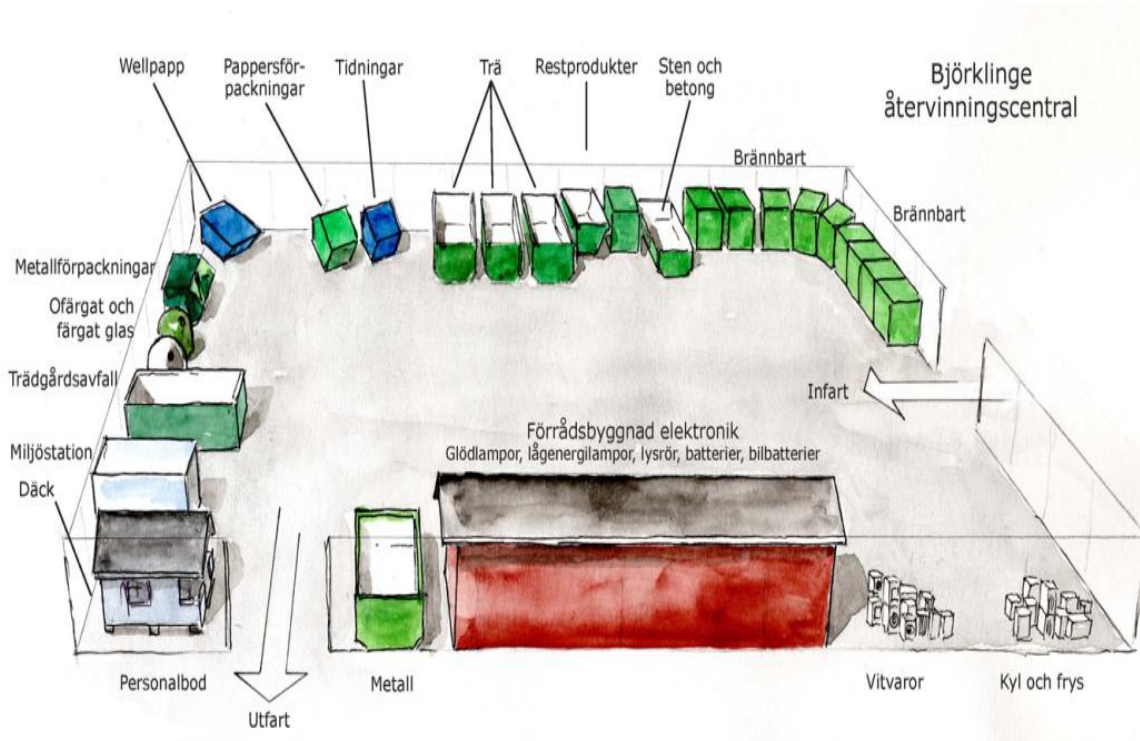 Björklinge
återvinningscentral
Wellpapp
Pappersför-
packningar
Tidningar
Trä
Restprodukter
Sten och
betong
Brännbart
Brännbart
Metallförpackningar
Ofärgat och
färgat glas
Trädgårdsavfall
Miljöstation
Däck
Infart
Förrådsbyggnad elektronik
Glödlampor, lågenergilampor, lysrör, batterier, bilbatterier
Personalbod
Utfart
Metall
Vitvaror
Kyl och frys